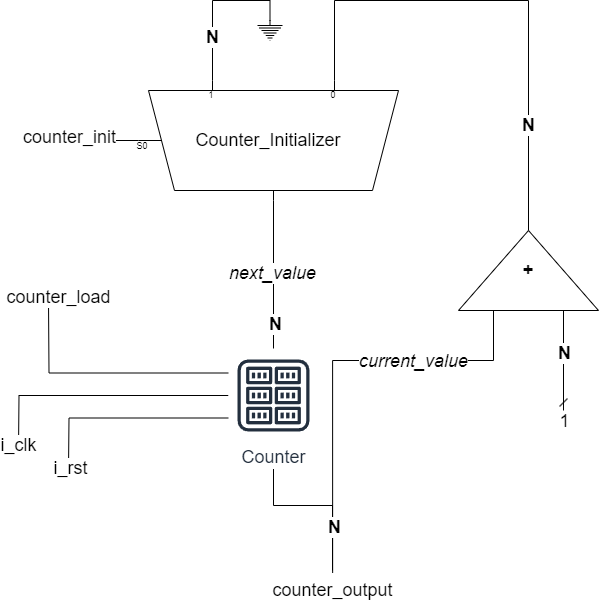 N
1
0
N
counter_init
S0
Counter_Initializer
+
next_value
counter_load
N
N
current_value
1
i_clk
i_rst
Counter
N
counter_output